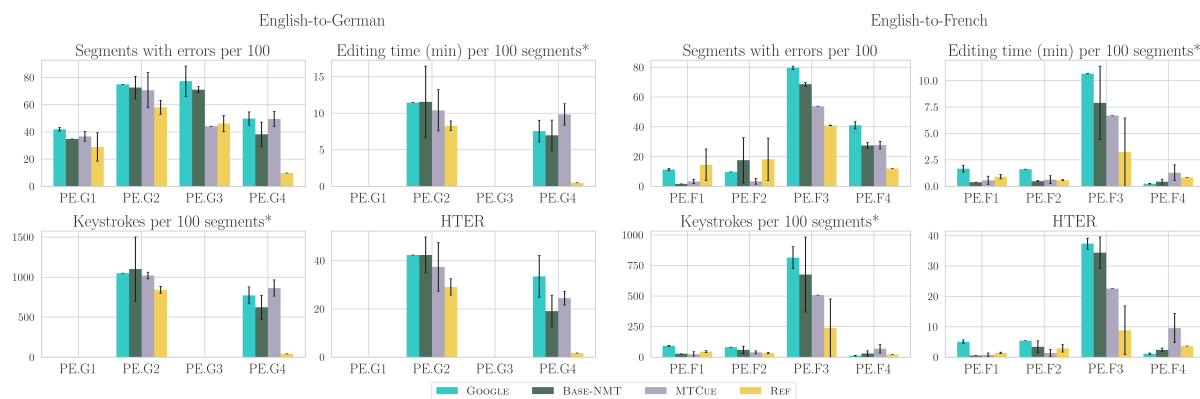 English-to-German
English-to-French
Segments with errors per 100
Editing time (min) per 100 segments*
Segments with errors per 100
Editing time (min) per 100 segments*
80
60
40
20
0
15
10
5
0
80
60
40
20
0
10.0
7.5
5.0
2.5
0.0
PE.G1 PE.G2 PE.G3 PE.G4
PE.G1 PE.G2 PE.G3 PE.G4
PE.F1 PE.F2 PE.F3 PE.F4
PE.F1 PE.F2 PE.F3 PE.F4
Keystrokes per 100 segments*
HTER
Keystrokes per 100 segments*
HTER
1500
1000
500
0
40
20
0
1000
750
500
250
0
40
30
20
10
0
PE.G1 PE.G2 PE.G3 PE.G4
PE.G1 PE.G2 PE.G3 PE.G4
PE.F1 PE.F2 PE.F3 PE.F4
PE.F1 PE.F2 PE.F3 PE.F4
GOOGLE BASE-NMT MTCUE REF